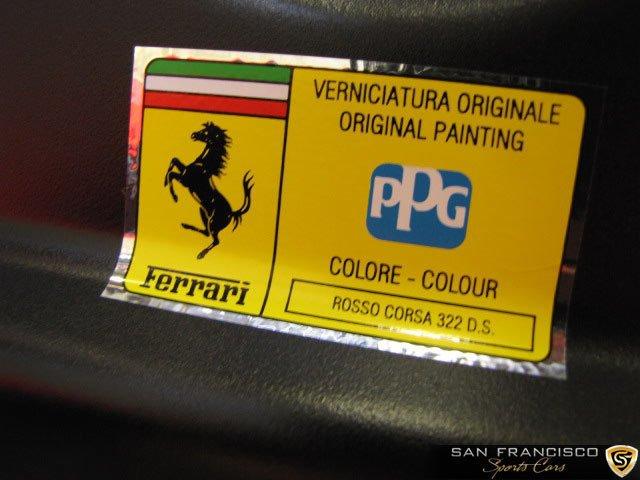 VERNICIATURA ORIGINALE
ORIGINAL PAINTING
PPG
COLORE - COLOUR
ROSSO CORSA 322 D.S.
Ferrari
SAN FRANCISCO
Sports Cars